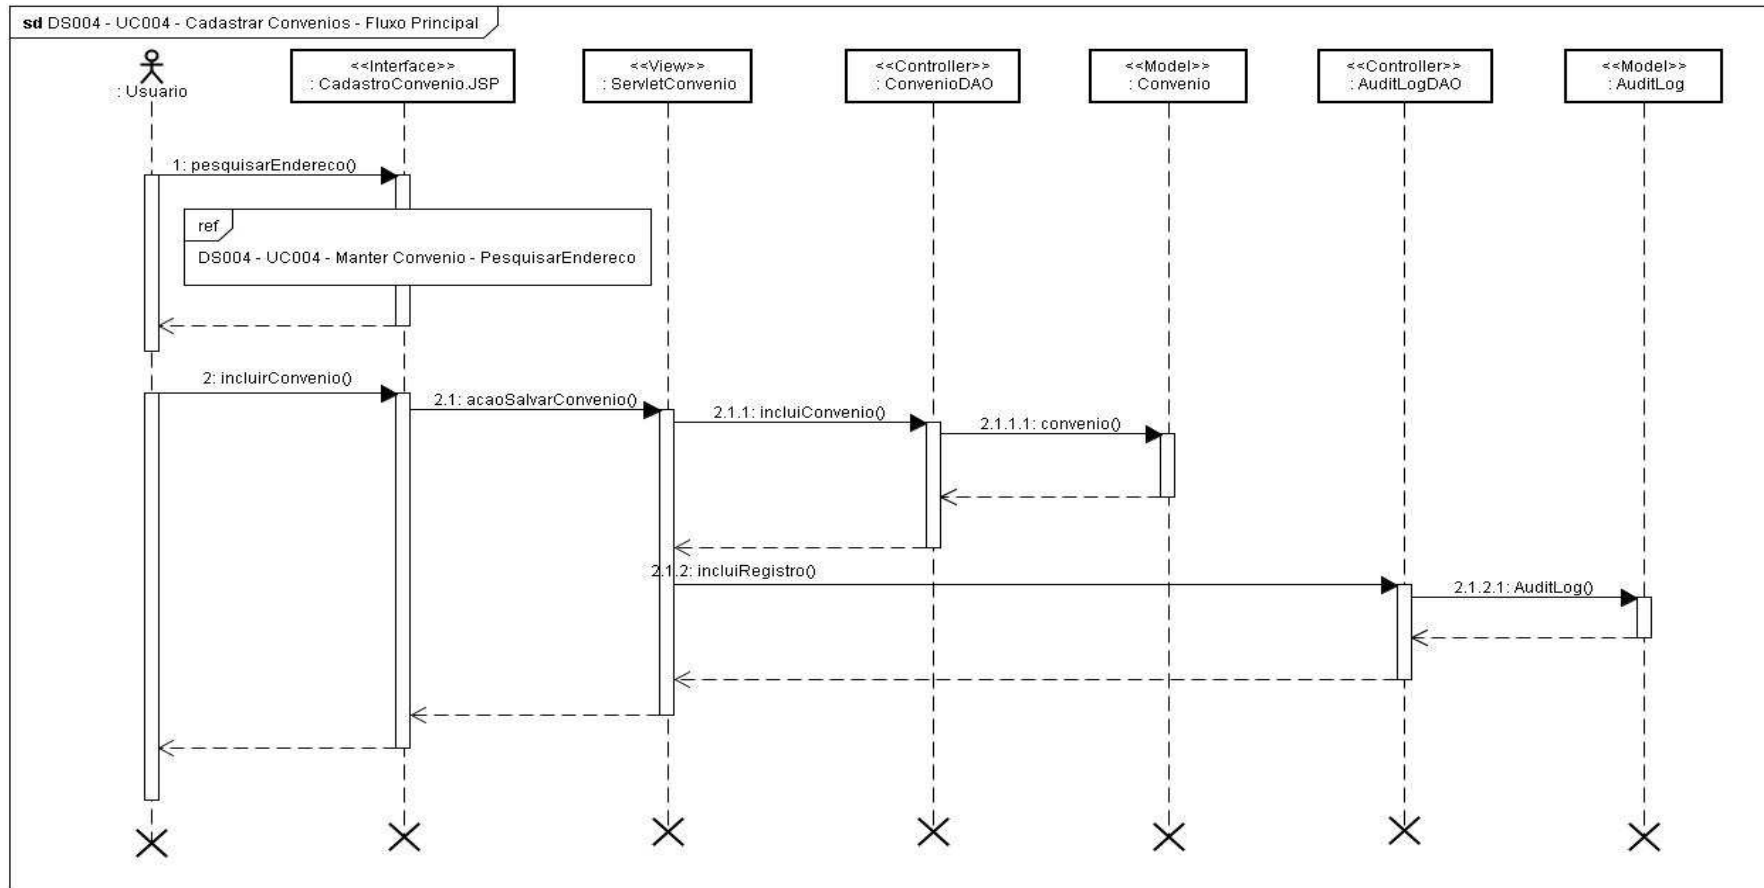 sd DS004 - UC004 - Cadastrar Convenios - Fluxo Principal
: Usuario
<<Interface>>
: CadastroConvenio.JSP
<<View>>
: ServletConvenio
<<Controller>>
: ConvenioDAO
<<Model>>
: Convenio
<<Controller>>
: AuditLogDAO
<<Model>>
: AuditLog
1: pesquisarEndereco()
ref
DS004 - UC004 - Manter Convenio - PesquisarEndereco
2: incluirConvenio()
2.1: acaoSalvarConvenio()
2.1.1: incluiConvenio()
2.1.1.1: convenio()
2.1.2: incluiRegistro()
2.1.2.1: AuditLog()